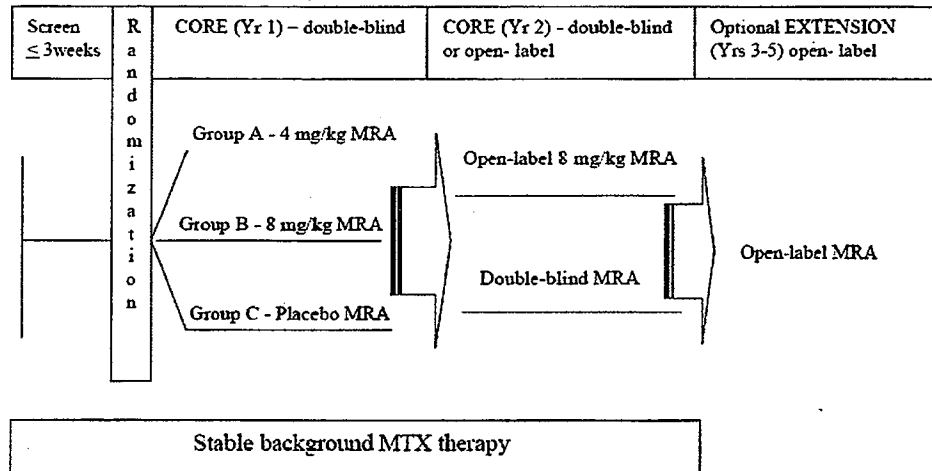 Screen
≤ 3weeks
Randomization
CORE (Yr 1) – double-blind
CORE (Yr 2) - double-blind
or open- label
Optional EXTENSION
(Yrs 3-5) open- label
Group A - 4 mg/kg MRA
Group B - 8 mg/kg MRA
Group C - Placebo MRA
Open-label 8 mg/kg MRA
Double-blind MRA
Open-label MRA
Stable background MTX therapy